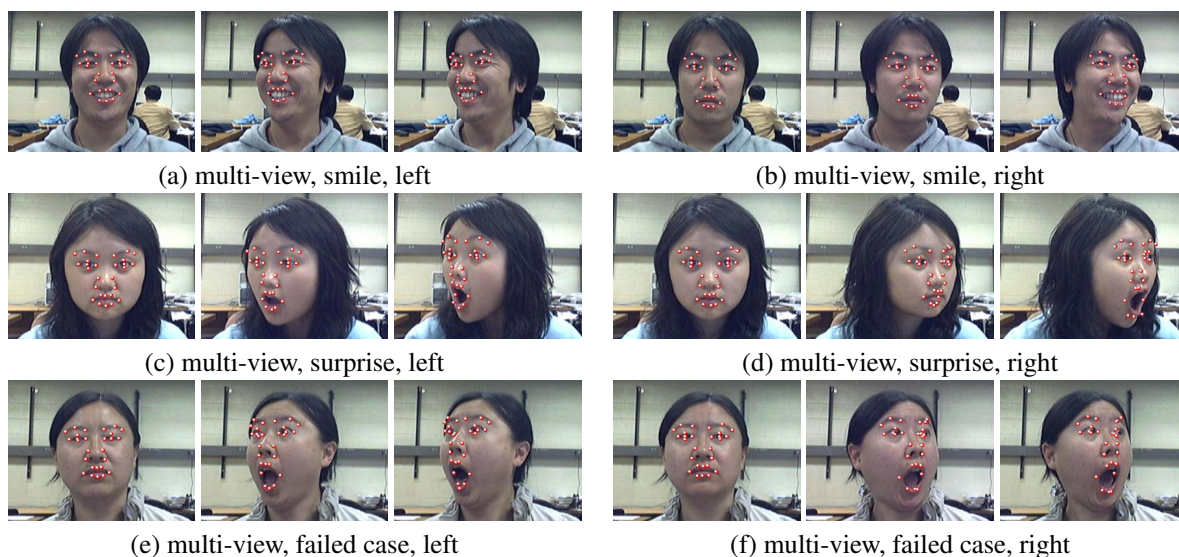 (a) multi-view, smile, left
(b) multi-view, smile, right
(c) multi-view, surprise, left
(d) multi-view, surprise, right
(e) multi-view, failed case, left
(f) multi-view, failed case, right